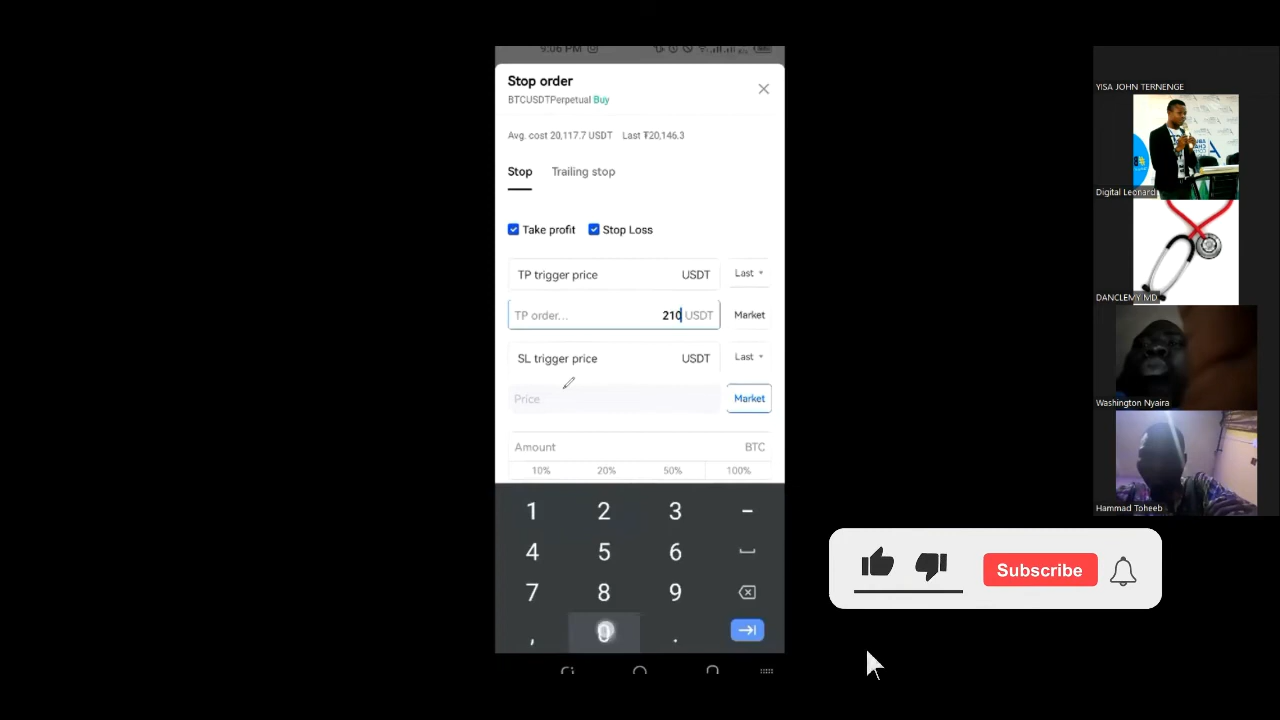 9:06 PM
Stop order
BTCUSDTPerpetual Buy
Avg. cost 20,117.7 USDT Last ₮20,146.3
Stop Trailing stop
Take profit Stop Loss
TP trigger price USDT Last
TP order... 210 USDT Market
SL trigger price USDT Last
Price Market
Amount BTC
10% 20% 50% 100%
1 2 3 -
4 5 6
7 8 9
, 0 .
YISA JOHN TERNENGE
Digital Leonard
DANCLEMY MD
Washington Nyaira
Hammad Toheeb
Subscribe